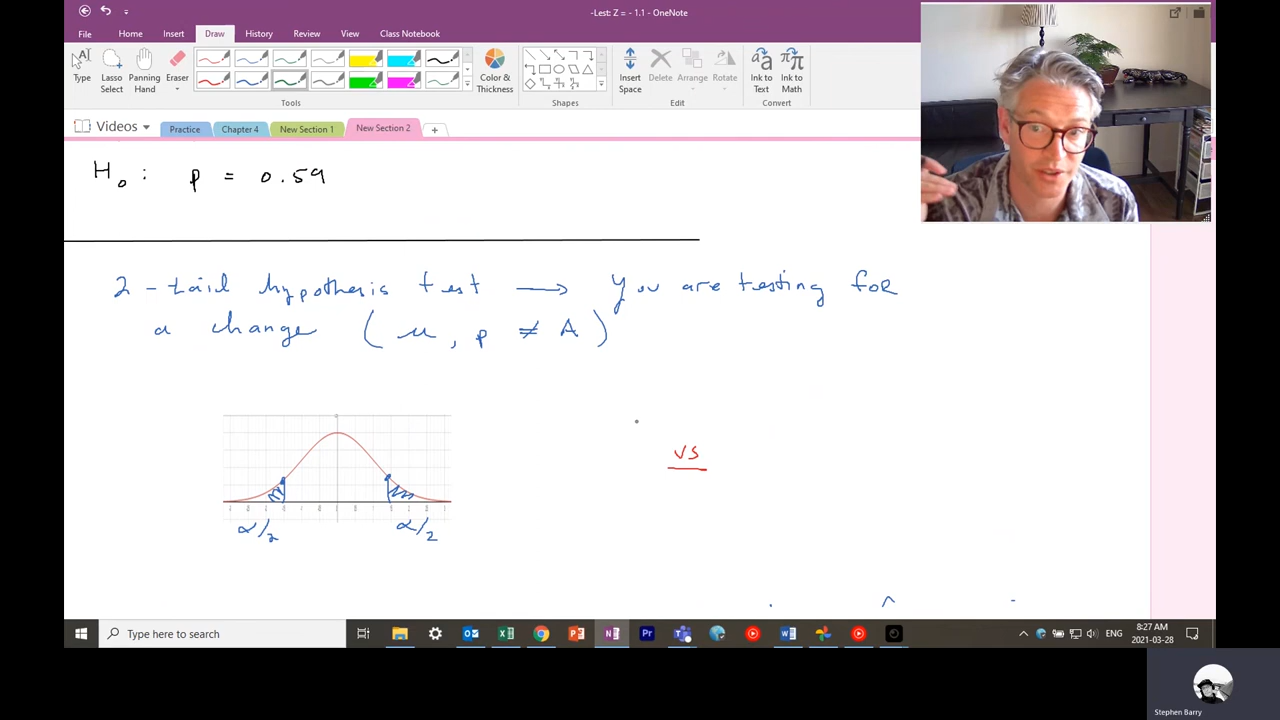 -Lest: Z = - 1.1 - OneNote
File Home Insert Draw History Review View Class Notebook
Type Lasso Select Panning Hand Eraser Color & Thickness Insert Space Delete Arrange Rotate Ink to Text Ink to Math
Tools Shapes Edit Convert
Videos Practice Chapter 4 New Section 1 New Section 2
H₀ : p = 0.59
2-tail hypothesis test → You are testing for
a change (μ, p ≠ A)
vs
α/2 α/2
Type here to search
ENG
8:27 AM
2021-03-28
Stephen Barry